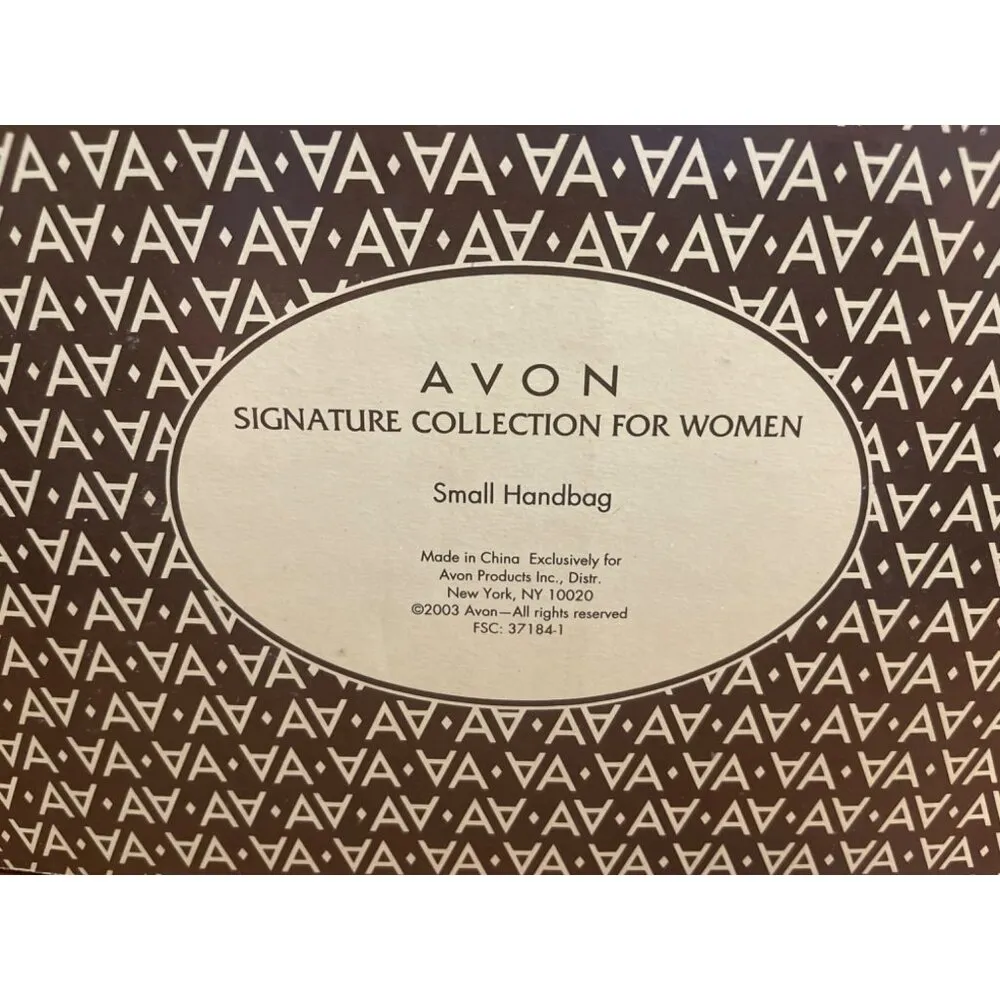 AVON
SIGNATURE COLLECTION FOR WOMEN
Small Handbag
Made in China Exclusively for
Avon Products Inc., Distr.
New York, NY 10020
©2003 Avon—All rights reserved
FSC: 37184-1